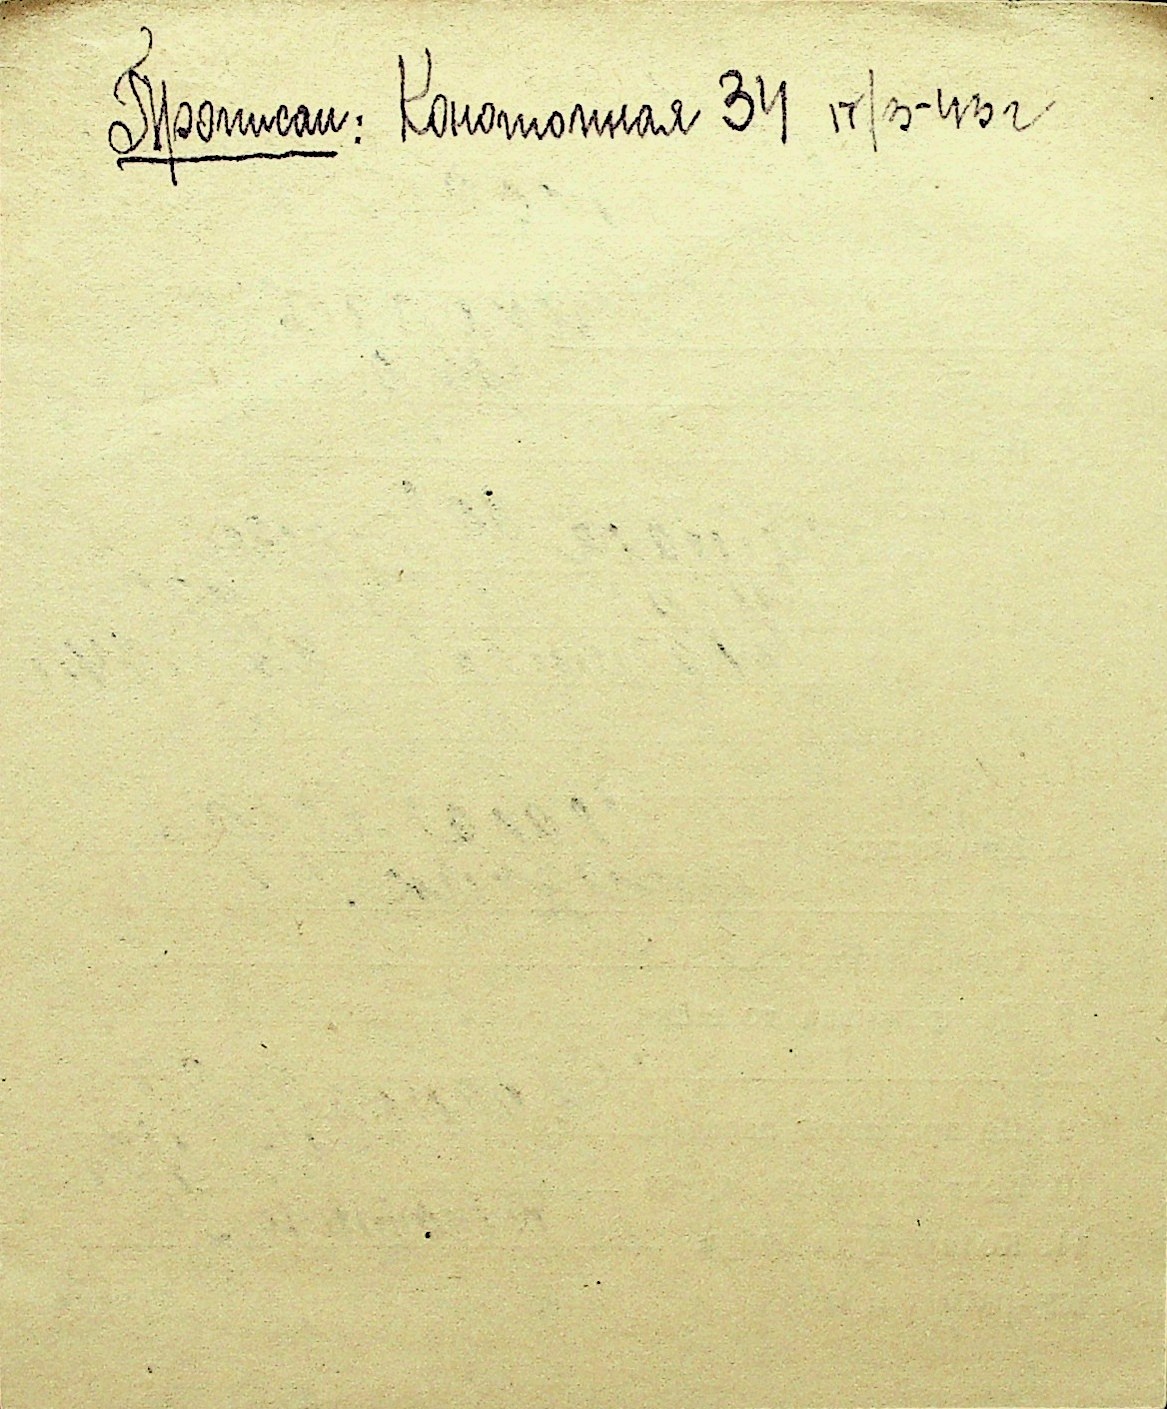 Прописан: Конотопная 34 17/3-43 г